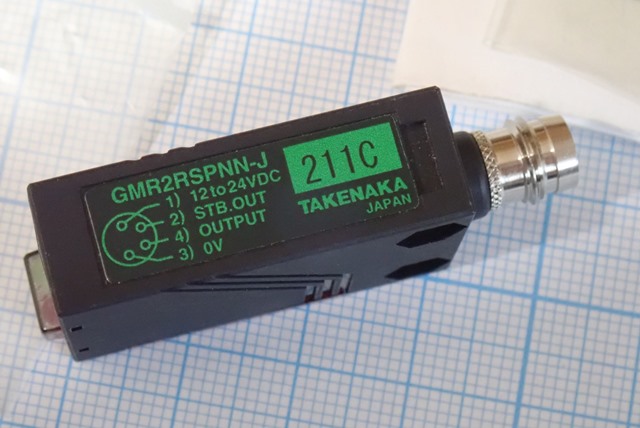 GMR2RSPNN-J
1) 12to24VDC
2) STB.OUT
4) OUTPUT
3) 0V
211C
TAKENAKA
JAPAN